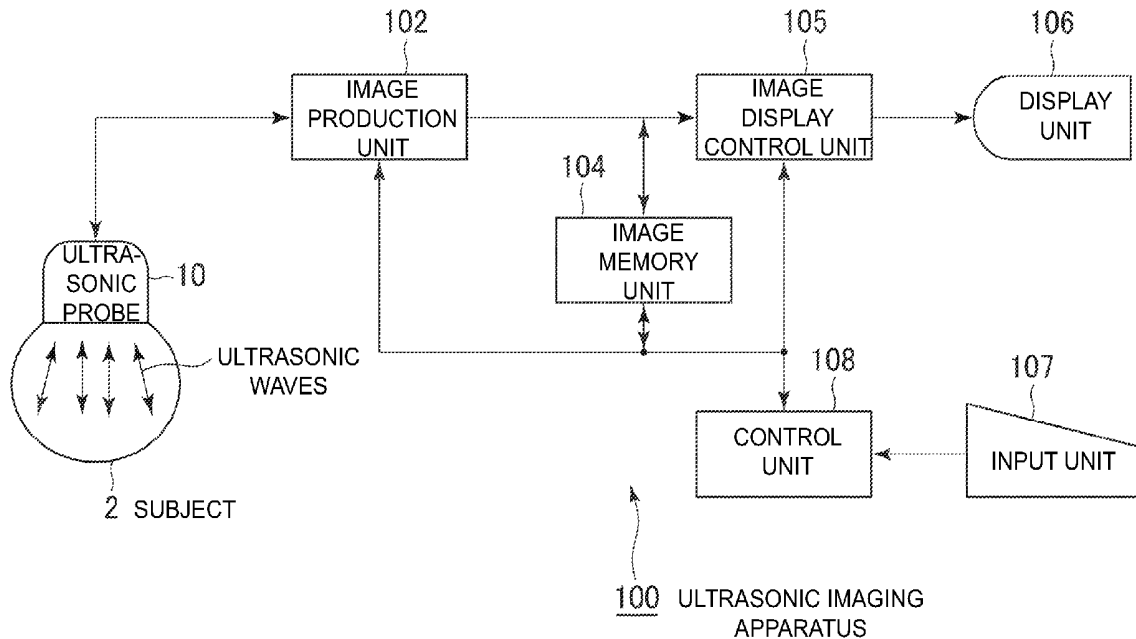 102
IMAGE
PRODUCTION
UNIT
105
IMAGE
DISPLAY
CONTROL UNIT
106
DISPLAY
UNIT
104
IMAGE
MEMORY
UNIT
ULTRA-
SONIC
PROBE
10
ULTRASONIC
WAVES
2 SUBJECT
108
CONTROL
UNIT
107
INPUT UNIT
100 ULTRASONIC IMAGING
APPARATUS